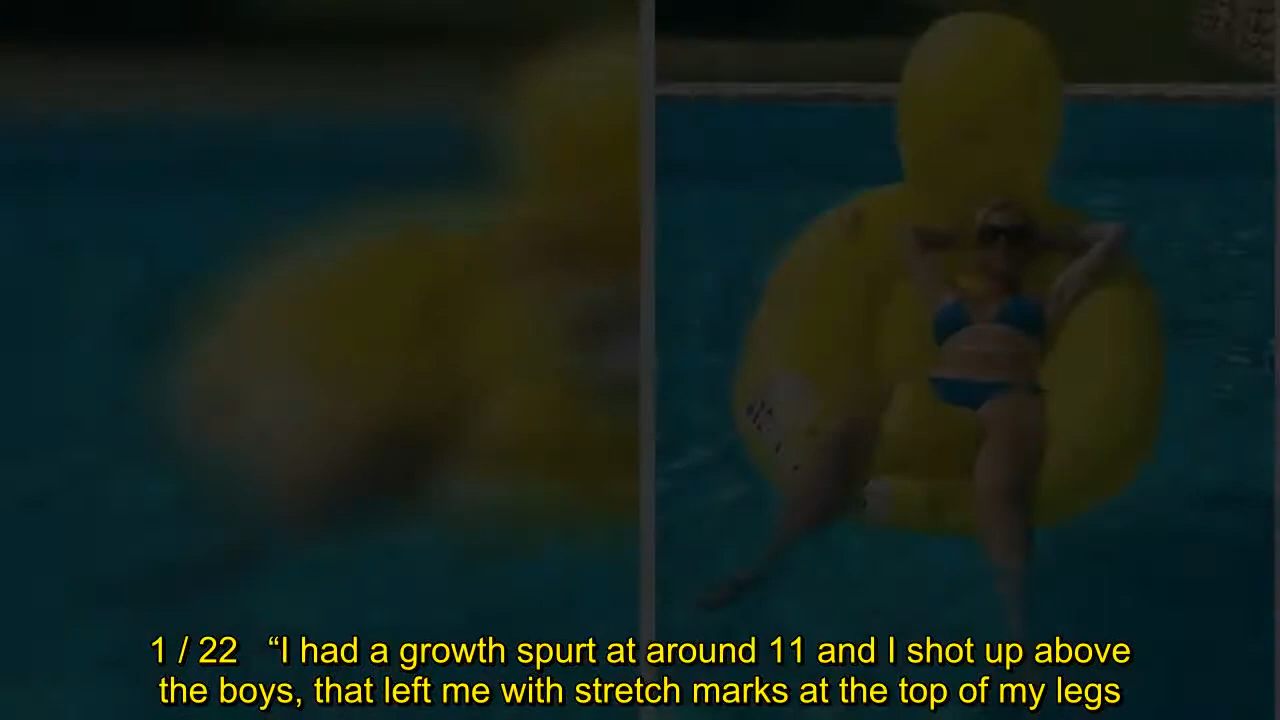 1 / 22 “I had a growth spurt at around 11 and I shot up above
the boys, that left me with stretch marks at the top of my legs